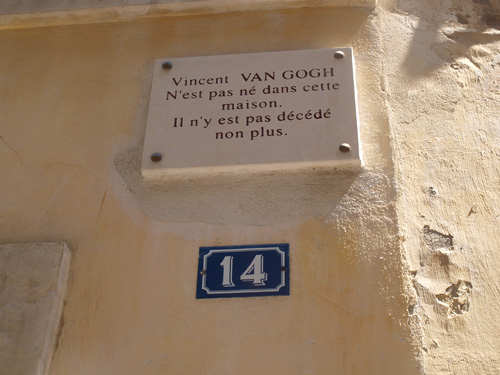 Vincent VAN GOGH
N'est pas né dans cette
maison.
Il n'y est pas décédé
non plus.
14